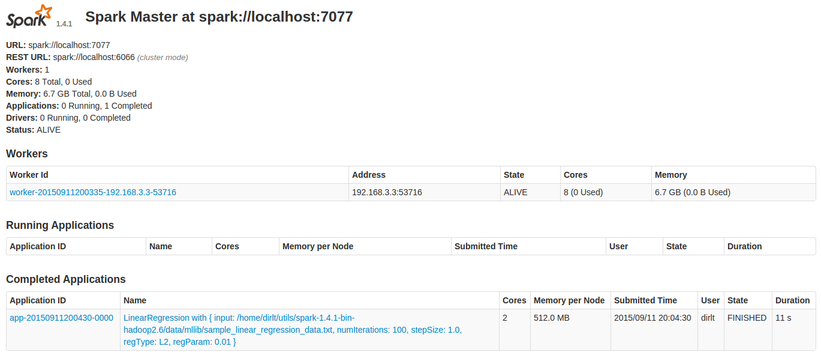 Spark 1.4.1 Spark Master at spark://localhost:7077
URL: spark://localhost:7077
REST URL: spark://localhost:6066 (cluster mode)
Workers: 1
Cores: 8 Total, 0 Used
Memory: 6.7 GB Total, 0.0 B Used
Applications: 0 Running, 1 Completed
Drivers: 0 Running, 0 Completed
Status: ALIVE
Workers
Worker Id Address State Cores Memory
worker-20150911200335-192.168.3.3-53716 192.168.3.3:53716 ALIVE 8 (0 Used) 6.7 GB (0.0 B Used)
Running Applications
Application ID Name Cores Memory per Node Submitted Time User State Duration
Completed Applications
Application ID Name Cores Memory per Node Submitted Time User State Duration
app-20150911200430-0000 LinearRegression with { input: /home/dirlt/utils/spark-1.4.1-bin- 2 512.0 MB 2015/09/11 20:04:30 dirlt FINISHED 11 s
hadoop2.6/data/mllib/sample_linear_regression_data.txt, numIterations: 100, stepSize: 1.0,
regType: L2, regParam: 0.01 }